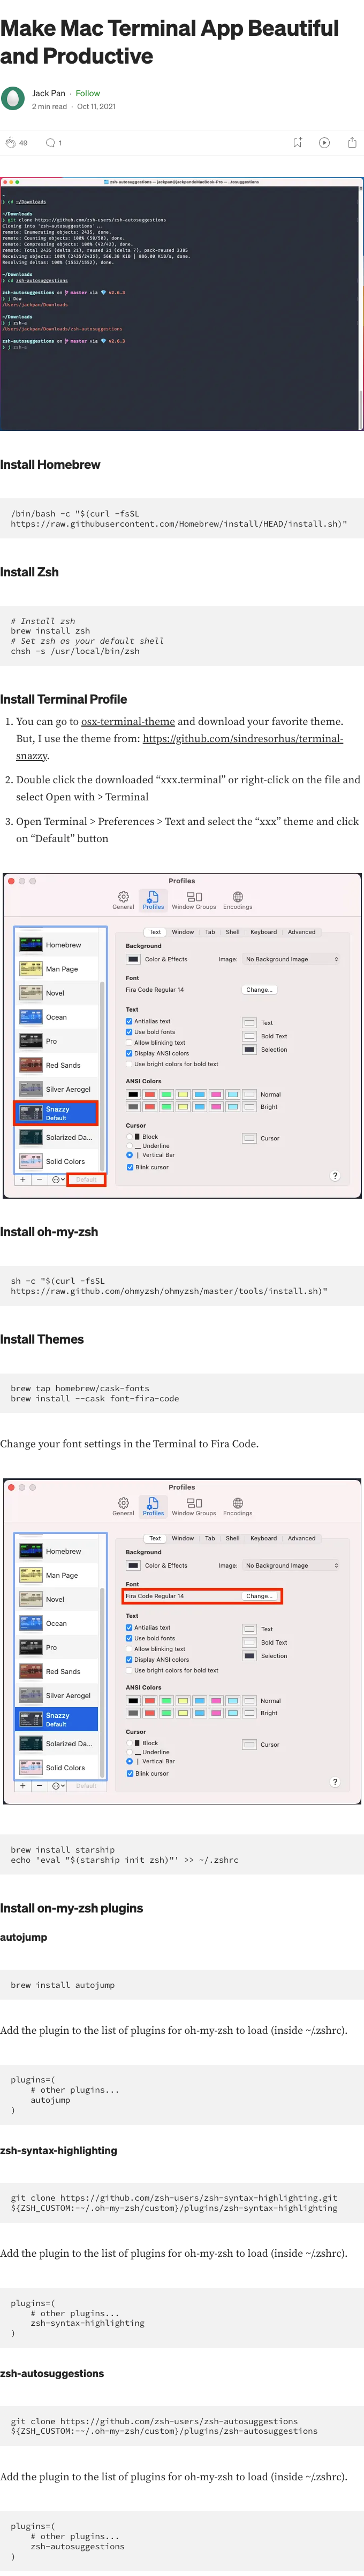 Make Mac Terminal App Beautiful
and Productive
Jack Pan · Follow
2 min read · Oct 11, 2021
49
1
zsh-autosuggestions — jackpan@jackpandeMacBook-Pro — ..tosuggestions
~
❯ cd ~/Downloads
~/Downloads
❯ git clone https://github.com/zsh-users/zsh-autosuggestions
Cloning into 'zsh-autosuggestions'...
remote: Enumerating objects: 2435, done.
remote: Counting objects: 100% (50/50), done.
remote: Compressing objects: 100% (42/42), done.
remote: Total 2435 (delta 21), reused 21 (delta 7), pack-reused 2385
Receiving objects: 100% (2435/2435), 566.38 KiB | 886.00 KiB/s, done.
Resolving deltas: 100% (1552/1552), done.
~/Downloads
❯ cd zsh-autosuggestions
zsh-autosuggestions on master via v2.6.3
❯ j Dow
/Users/jackpan/Downloads
~/Downloads
❯ j zsh-a
/Users/jackpan/Downloads/zsh-autosuggestions
zsh-autosuggestions on master via v2.6.3
❯ j zsh-a
Install Homebrew
/bin/bash -c "$(curl -fsSL
https://raw.githubusercontent.com/Homebrew/install/HEAD/install.sh)"
Install Zsh
# Install zsh
brew install zsh
# Set zsh as your default shell
chsh -s /usr/local/bin/zsh
Install Terminal Profile
1. You can go to osx-terminal-theme and download your favorite theme.
But, I use the theme from: https://github.com/sindresorhus/terminal-
snazzy.
2. Double click the downloaded “xxx.terminal” or right-click on the file and
select Open with > Terminal
3. Open Terminal > Preferences > Text and select the “xxx” theme and click
on “Default” button
Profiles
General Profiles Window Groups Encodings
Text Window Tab Shell Keyboard Advanced
Homebrew
Man Page
Novel
Ocean
Pro
Red Sands
Silver Aerogel
Snazzy
Default
Solarized Da...
Solid Colors
+ − Default
Background
Color & Effects Image: No Background Image
Font
Fira Code Regular 14 Change...
Text
Antialias text Text
Use bold fonts Bold Text
Allow blinking text
Display ANSI colors Selection
Use bright colors for bold text
ANSI Colors
Normal
Bright
Cursor
Block Cursor
Underline
Vertical Bar
Blink cursor
?
Install oh-my-zsh
sh -c "$(curl -fsSL
https://raw.github.com/ohmyzsh/ohmyzsh/master/tools/install.sh)"
Install Themes
brew tap homebrew/cask-fonts
brew install --cask font-fira-code
Change your font settings in the Terminal to Fira Code.
Profiles
General Profiles Window Groups Encodings
Text Window Tab Shell Keyboard Advanced
Homebrew
Man Page
Novel
Ocean
Pro
Red Sands
Silver Aerogel
Snazzy
Default
Solarized Da...
Solid Colors
+ − Default
Background
Color & Effects Image: No Background Image
Font
Fira Code Regular 14 Change...
Text
Antialias text Text
Use bold fonts Bold Text
Allow blinking text
Display ANSI colors Selection
Use bright colors for bold text
ANSI Colors
Normal
Bright
Cursor
Block Cursor
Underline
Vertical Bar
Blink cursor
?
brew install starship
echo 'eval "$(starship init zsh)"' >> ~/.zshrc
Install on-my-zsh plugins
autojump
brew install autojump
Add the plugin to the list of plugins for oh-my-zsh to load (inside ~/.zshrc).
plugins=(
# other plugins...
autojump
)
zsh-syntax-highlighting
git clone https://github.com/zsh-users/zsh-syntax-highlighting.git
${ZSH_CUSTOM:-~/.oh-my-zsh/custom}/plugins/zsh-syntax-highlighting
Add the plugin to the list of plugins for oh-my-zsh to load (inside ~/.zshrc).
plugins=(
# other plugins...
zsh-syntax-highlighting
)
zsh-autosuggestions
git clone https://github.com/zsh-users/zsh-autosuggestions
${ZSH_CUSTOM:-~/.oh-my-zsh/custom}/plugins/zsh-autosuggestions
Add the plugin to the list of plugins for oh-my-zsh to load (inside ~/.zshrc).
plugins=(
# other plugins...
zsh-autosuggestions
)